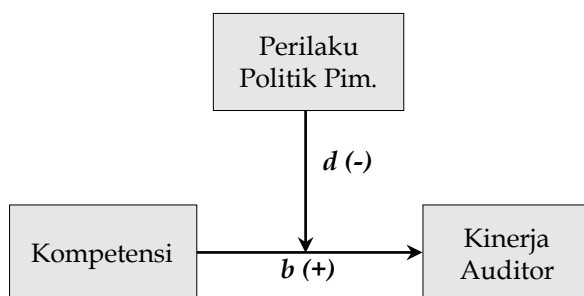 Perilaku
Politik Pim.
d (-)
Kompetensi
b (+)
Kinerja
Auditor